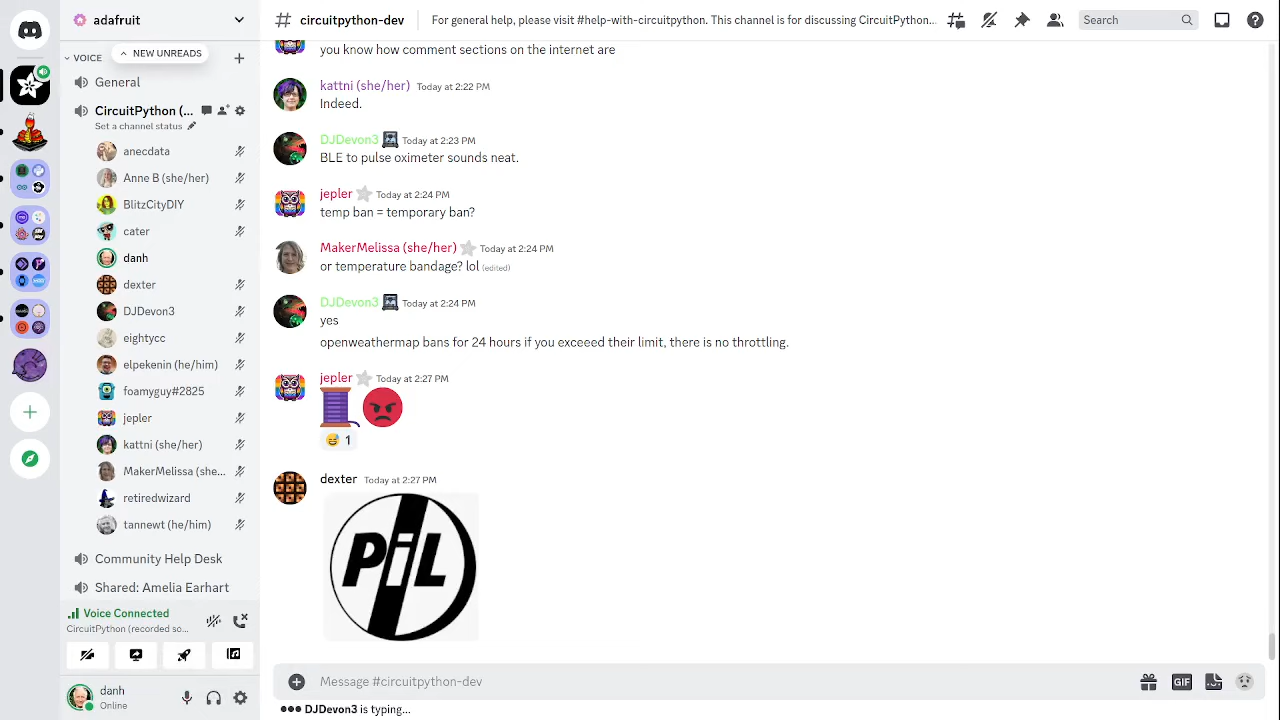 adafruit
# circuitpython-dev
For general help, please visit #help-with-circuitpython. This channel is for discussing CircuitPython...
Search
NEW UNREADS
VOICE
General
CircuitPython (...
Set a channel status
anecdata
Anne B (she/her)
BlitzCityDIY
cater
danh
dexter
DJDevon3
eightycc
elpekenin (he/him)
foamyguy#2825
jepler
kattni (she/her)
MakerMelissa (she...
retiredwizard
tannewt (he/him)
Community Help Desk
Shared: Amelia Earhart
Voice Connected
CircuitPython (recorded so...
danh
Online
you know how comment sections on the internet are
kattni (she/her) Today at 2:22 PM
Indeed.
DJDevon3 Today at 2:23 PM
BLE to pulse oximeter sounds neat.
jepler Today at 2:24 PM
temp ban = temporary ban?
MakerMelissa (she/her) Today at 2:24 PM
or temperature bandage? lol (edited)
DJDevon3 Today at 2:24 PM
yes
openweathermap bans for 24 hours if you exceeed their limit, there is no throttling.
jepler Today at 2:27 PM
1
dexter Today at 2:27 PM
PiL
Message #circuitpython-dev
GIF
DJDevon3 is typing...